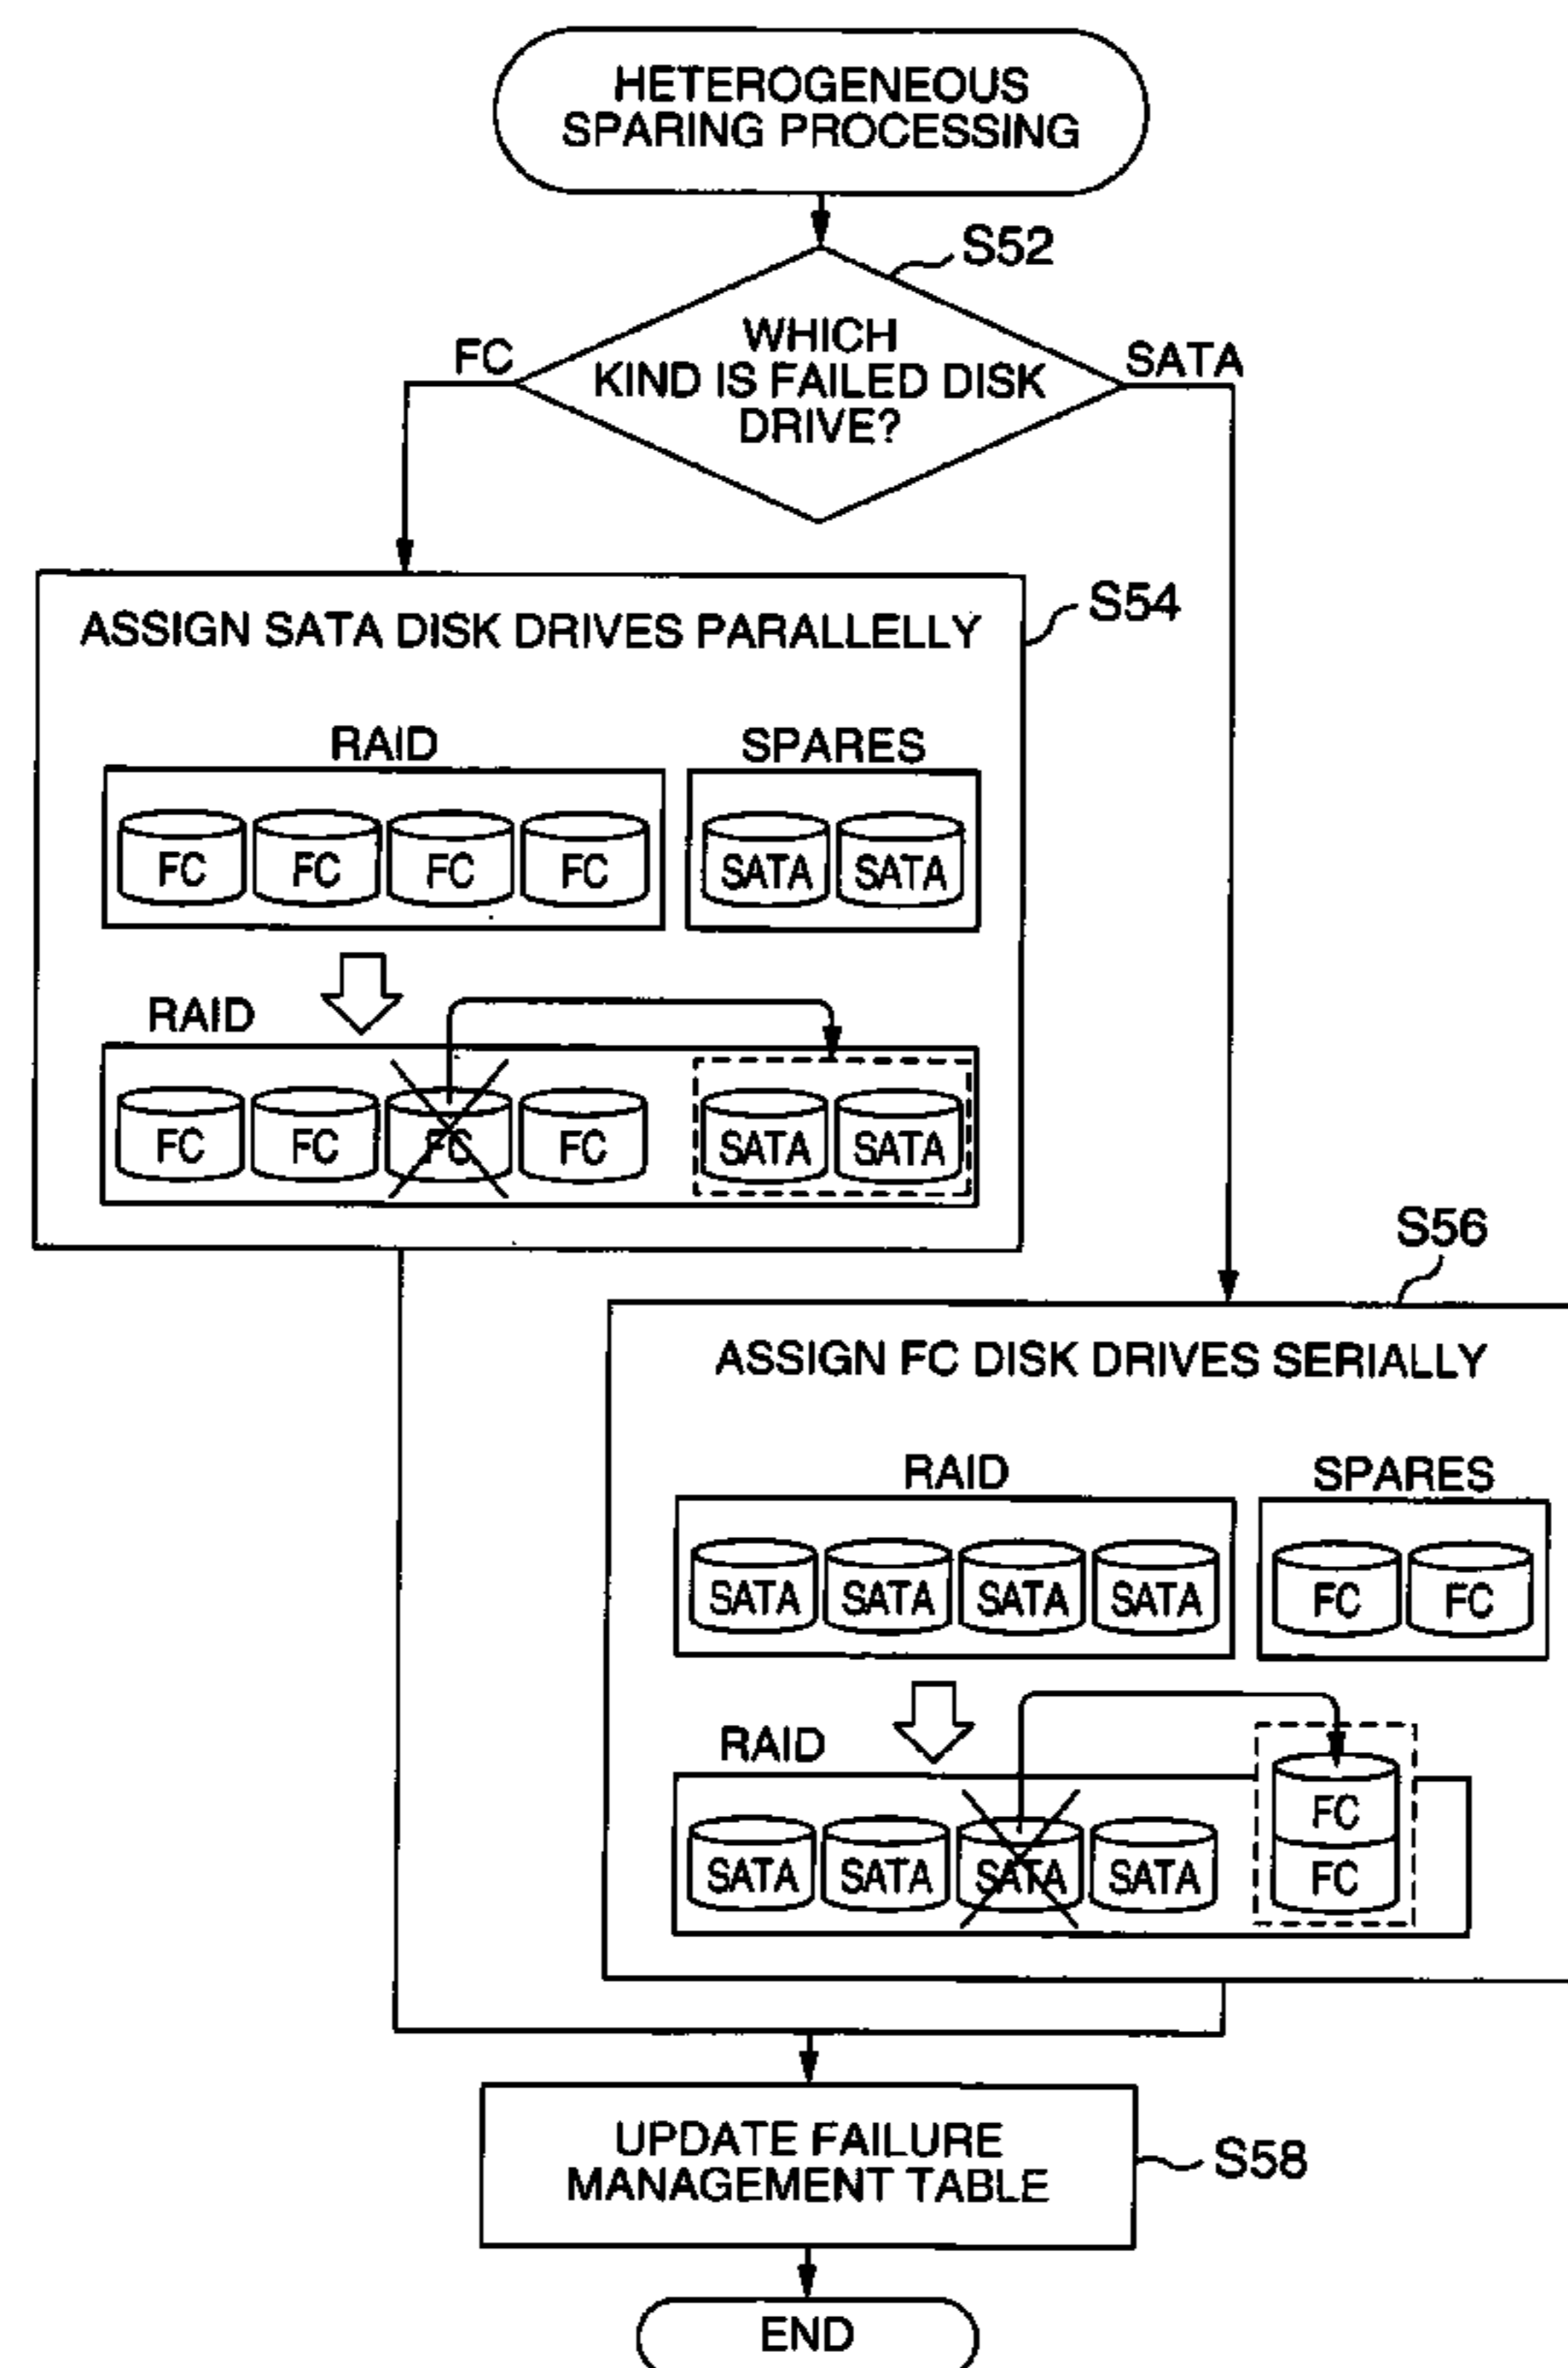 HETEROGENEOUS
SPARING PROCESSING
S52
WHICH
KIND IS FAILED DISK
DRIVE?
FC
SATA
S54
ASSIGN SATA DISK DRIVES PARALLELLY
RAID
SPARES
FC FC FC FC SATA SATA
RAID
FC FC FC FC SATA SATA
S56
ASSIGN FC DISK DRIVES SERIALLY
RAID
SPARES
SATA SATA SATA SATA FC FC
RAID
FC
SATA SATA SATA SATA FC
UPDATE FAILURE
MANAGEMENT TABLE
S58
END